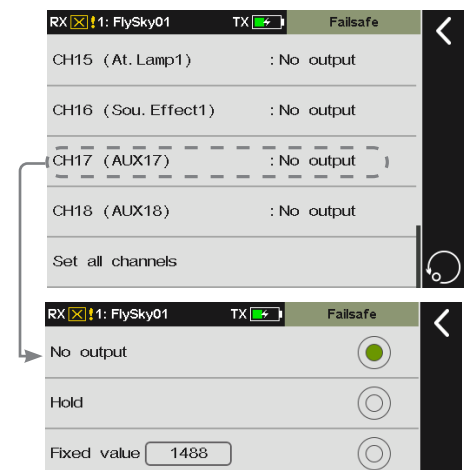 RX !1: FlySky01 TX Failsafe
CH15 (At.Lamp1) : No output
CH16 (Sou.Effect1) : No output
CH17 (AUX17) : No output
CH18 (AUX18) : No output
Set all channels
RX !1: FlySky01 TX Failsafe
No output
Hold
Fixed value 1488